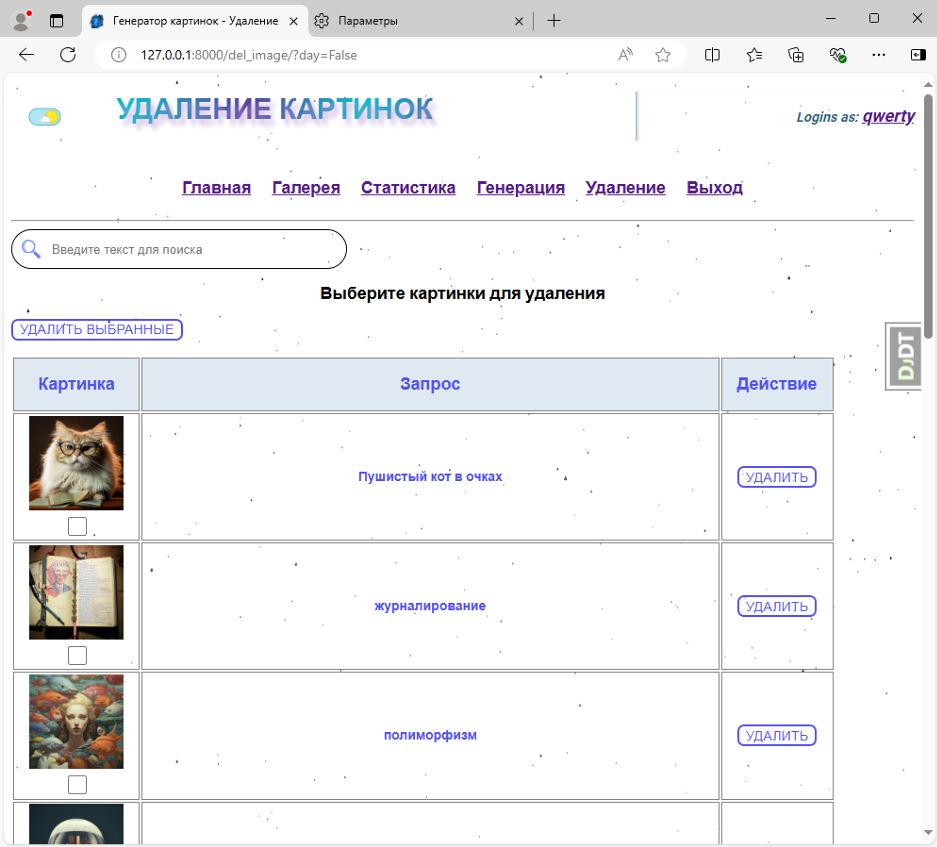 Генератор картинок - Удаление
Параметры
127.0.0.1:8000/del_image/?day=False
УДАЛЕНИЕ КАРТИНОК
Logins as: qwerty
Главная Галерея Статистика Генерация Удаление Выход
Введите текст для поиска
Выберите картинки для удаления
УДАЛИТЬ ВЫБРАННЫЕ
DjDT
Картинка Запрос Действие
Пушистый кот в очках УДАЛИТЬ
журналирование УДАЛИТЬ
полиморфизм УДАЛИТЬ